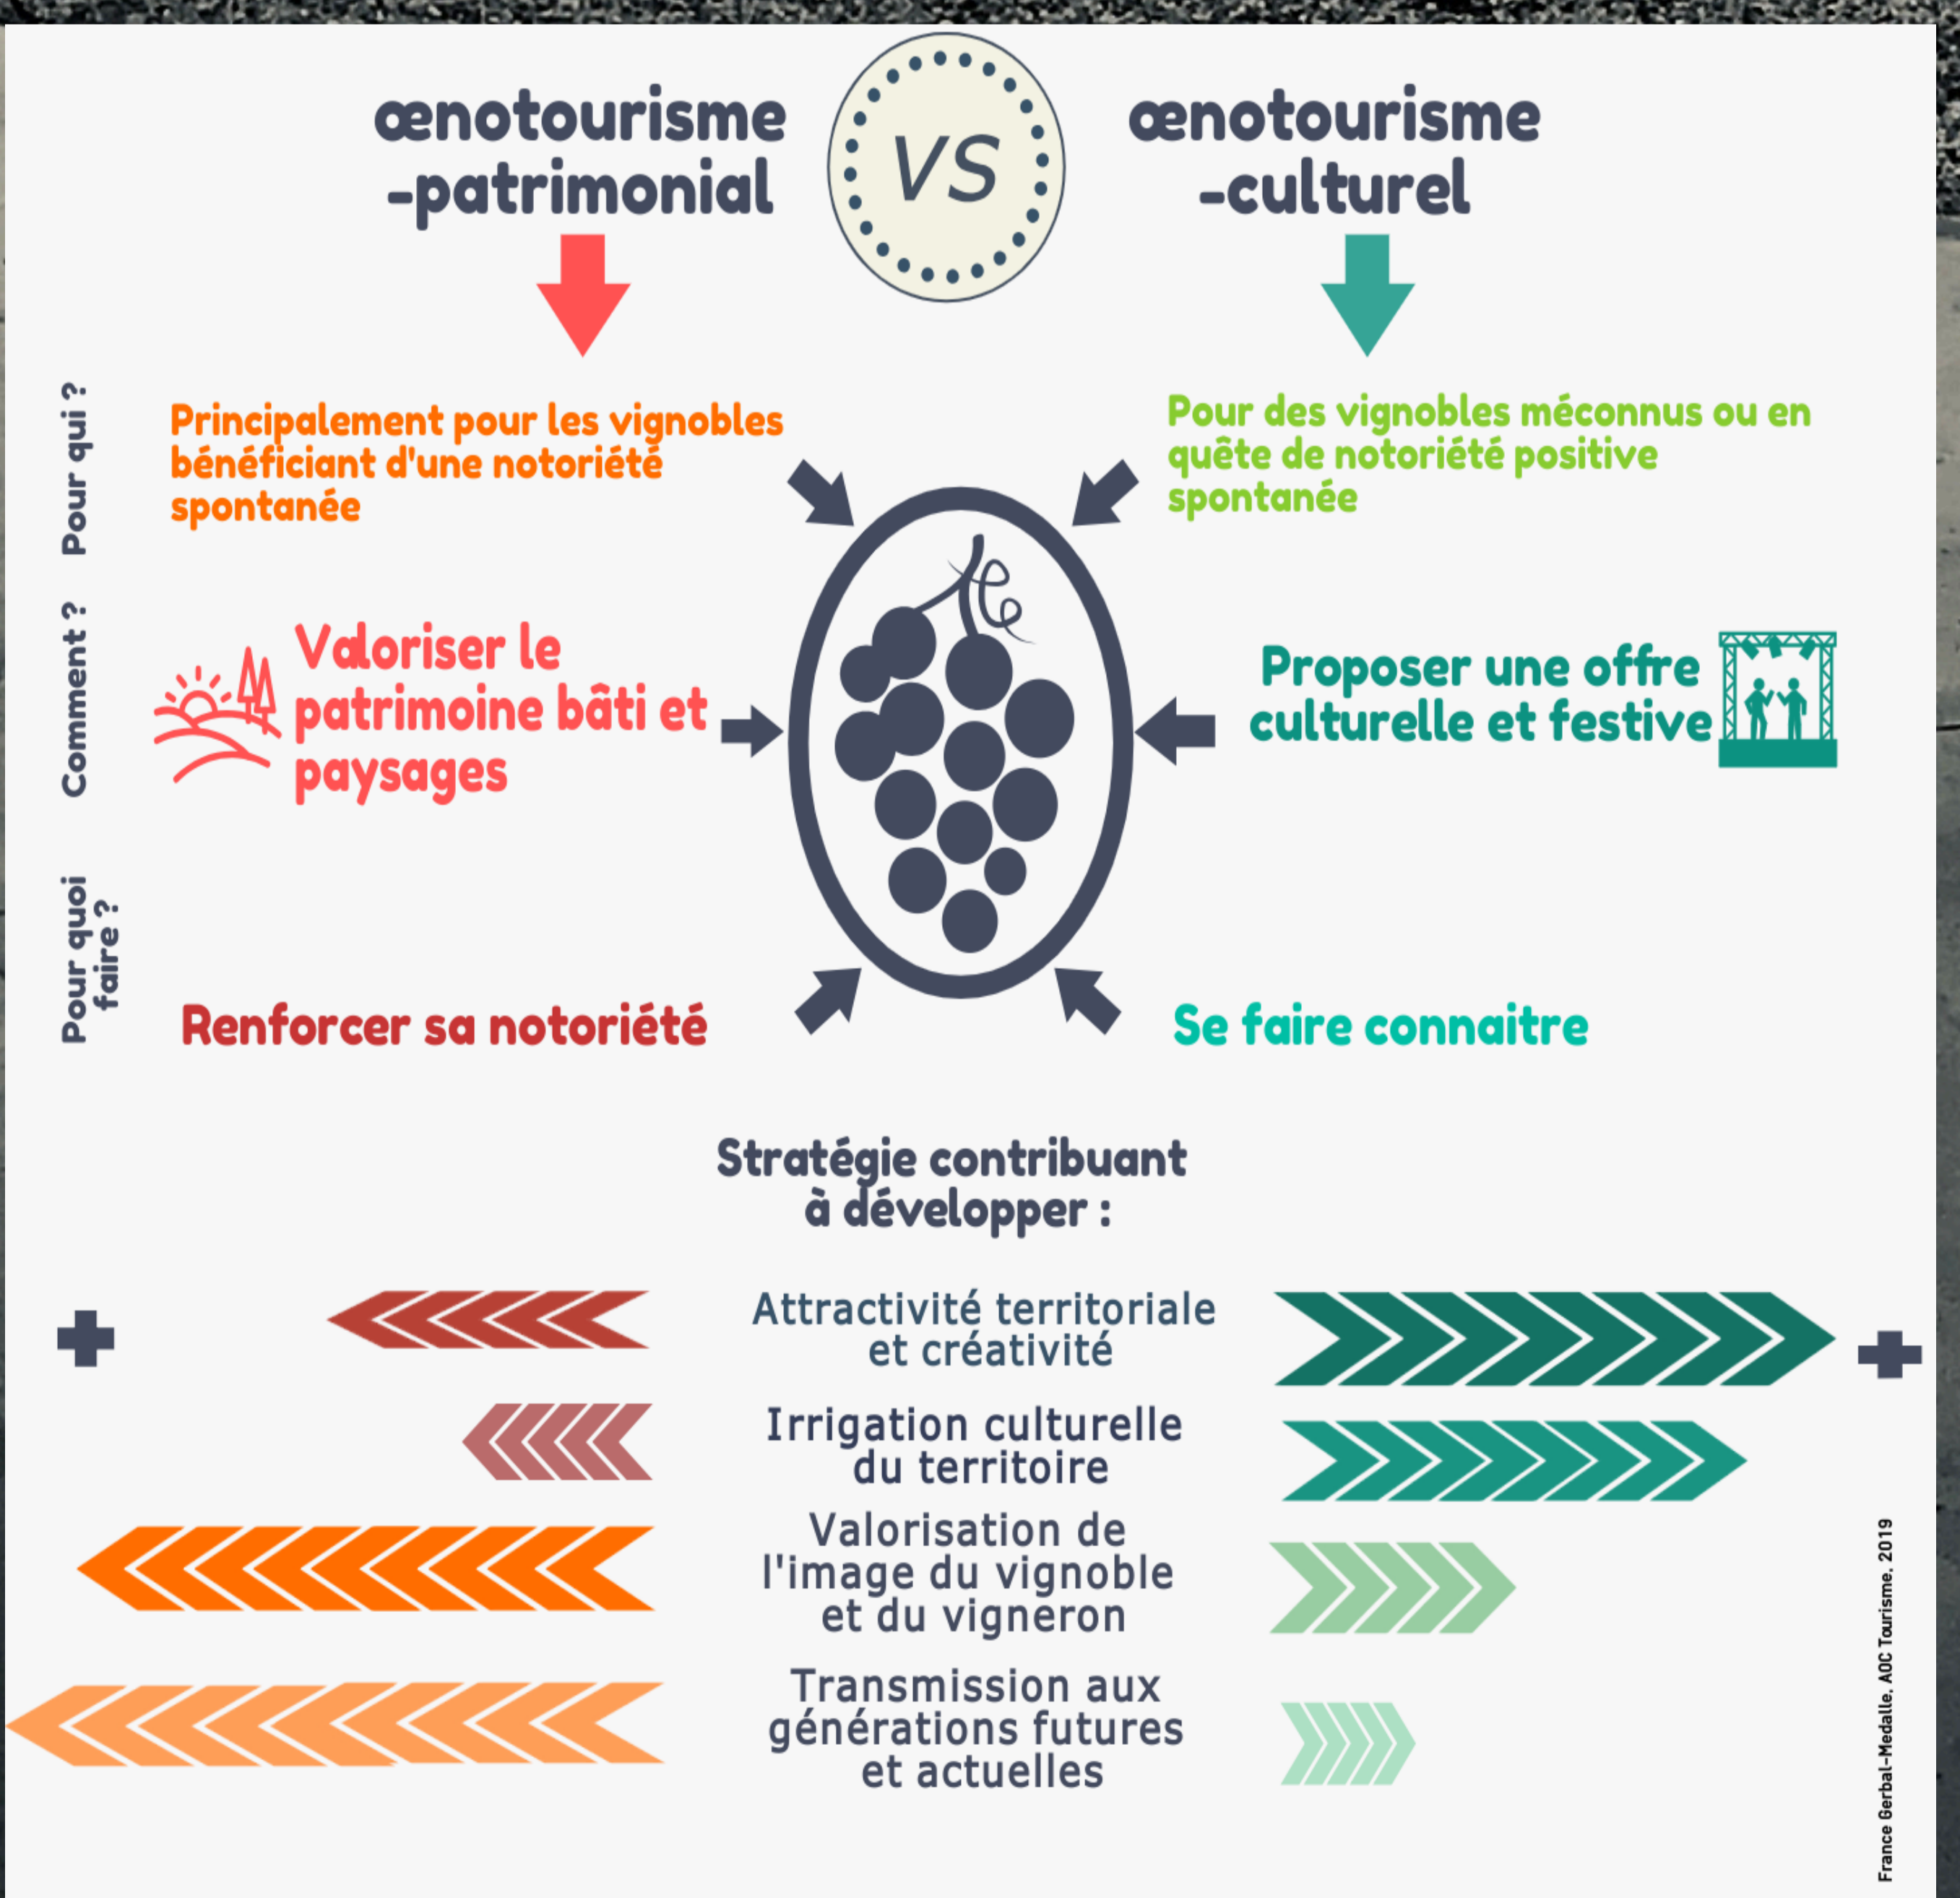 œnotourisme
-patrimonial
VS
œnotourisme
-culturel
Pour qui ?
Principalement pour les vignobles
bénéficiant d'une notoriété
spontanée
Pour des vignobles méconnus ou en
quête de notoriété positive
spontanée
Comment ?
Valoriser le
patrimoine bâti et
paysages
Proposer une offre
culturelle et festive
Pour quoi
faire ?
Renforcer sa notoriété
Se faire connaitre
Stratégie contribuant
à développer :
Attractivité territoriale
et créativité
Irrigation culturelle
du territoire
Valorisation de
l'image du vignoble
et du vigneron
Transmission aux
générations futures
et actuelles
France Gerbal-Medalle, AOC Tourisme, 2019